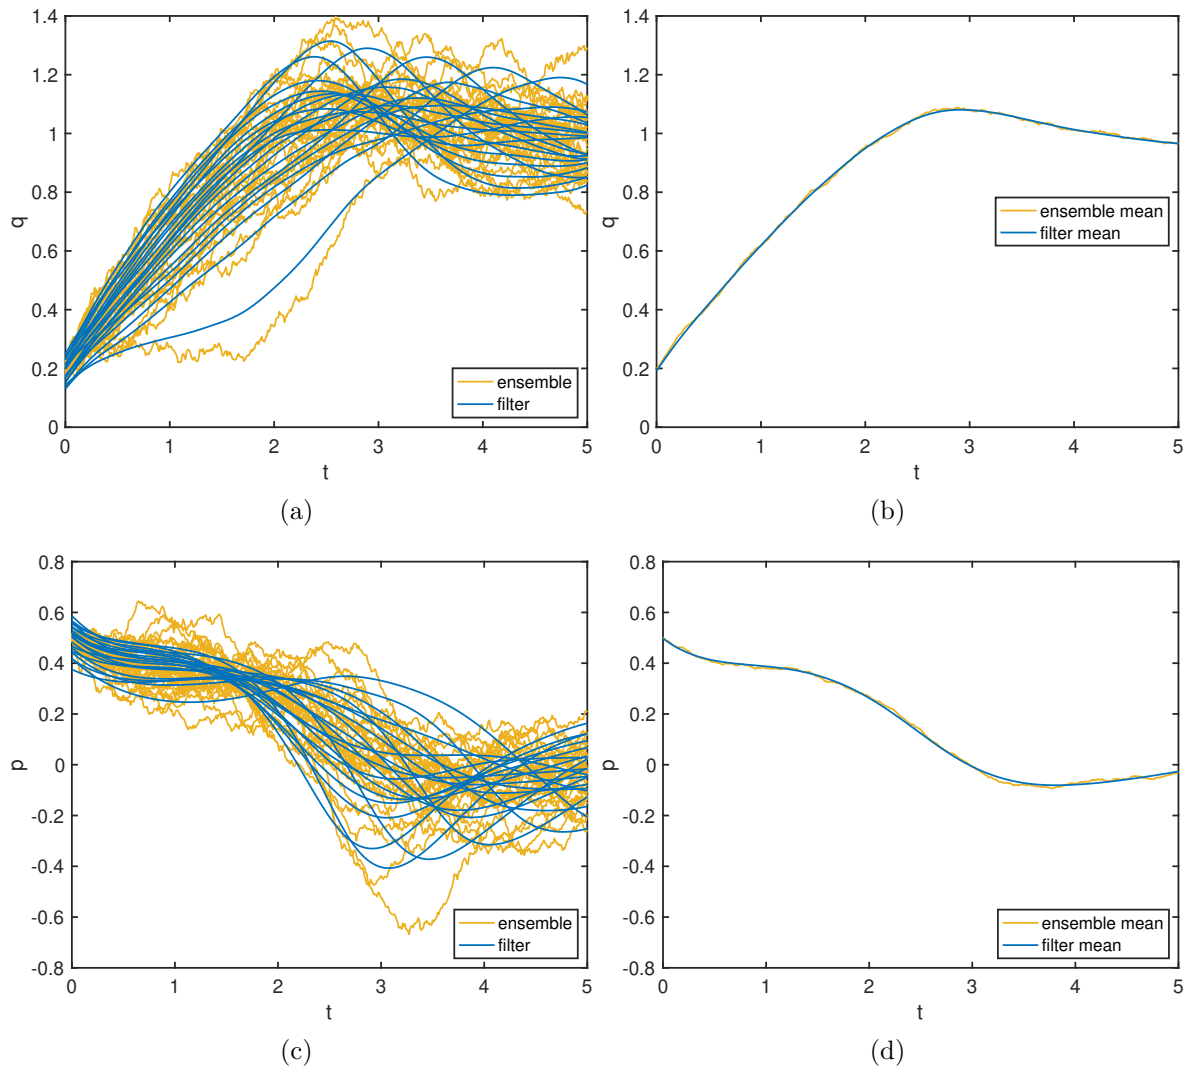 1.4
1.2
1
0.8
0.6
0.4
0.2
0
q
0 1 2 3 4 5
t
ensemble
filter
(a)
1.4
1.2
1
0.8
0.6
0.4
0.2
0
q
0 1 2 3 4 5
t
ensemble mean
filter mean
(b)
0.8
0.6
0.4
0.2
0
-0.2
-0.4
-0.6
-0.8
p
0 1 2 3 4 5
t
ensemble
filter
(c)
0.8
0.6
0.4
0.2
0
-0.2
-0.4
-0.6
-0.8
p
0 1 2 3 4 5
t
ensemble mean
filter mean
(d)